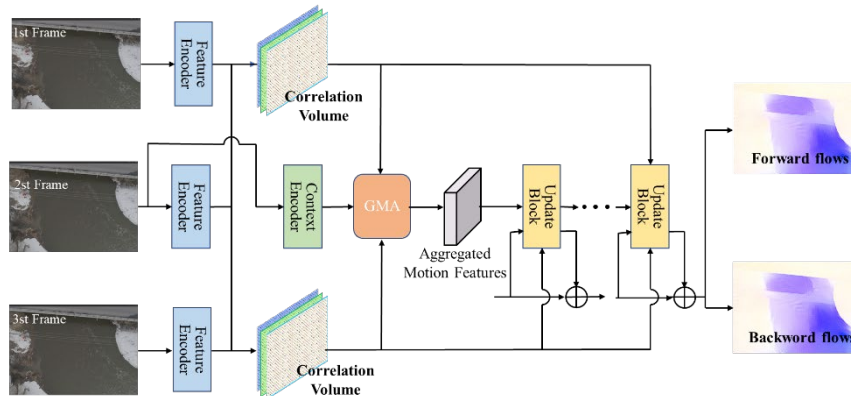 1st Frame
Feature
Encoder
Correlation
Volume
2st Frame
Feature
Encoder
Context
Encoder
GMA
Aggregated
Motion Features
Update
Block
Update
Block
Forward flows
3st Frame
Feature
Encoder
Correlation
Volume
Backword flows